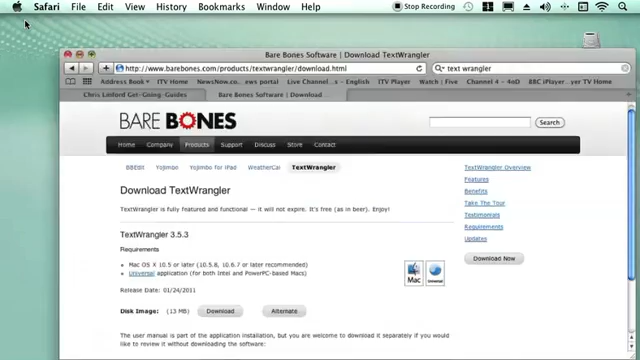 Safari File Edit View History Bookmarks Window Help Stop Recording
Bare Bones Software | Download TextWrangler
http://www.barebones.com/products/textwrangler/download.html text wrangler
Address Book ITV Home NewsNow.co... ews portal Live Channel...- English ITV Player Watch | Five Channel 4 - 4oD BBC iPlayer ... ry TV Home
Chris Linford Get-Going-Guides Bare Bones Software | Download ...
BARE BONES
Search
Home Company Products Support Discuss Store Contact
BBEdit Yojimbo Yojimbo for iPad WeatherCal TextWrangler
TextWrangler Overview
Features
Benefits
Take The Tour
Testimonials
Requirements
Updates
Download Now
Download TextWrangler
TextWrangler is fully featured and functional — it will not expire. It's free (as in beer). Enjoy!
TextWrangler 3.5.3
Requirements
Mac OS X 10.5 or later (10.5.8, 10.6.7 or later recommended)
Universal application (for both Intel and PowerPC-based Macs)
Mac Universal
Release Date: 01/24/2011
Disk Image: (13 MB) Download Alternate
The user manual is part of the application installation, but you are welcome to download it separately if you would
like to review it without downloading the software: